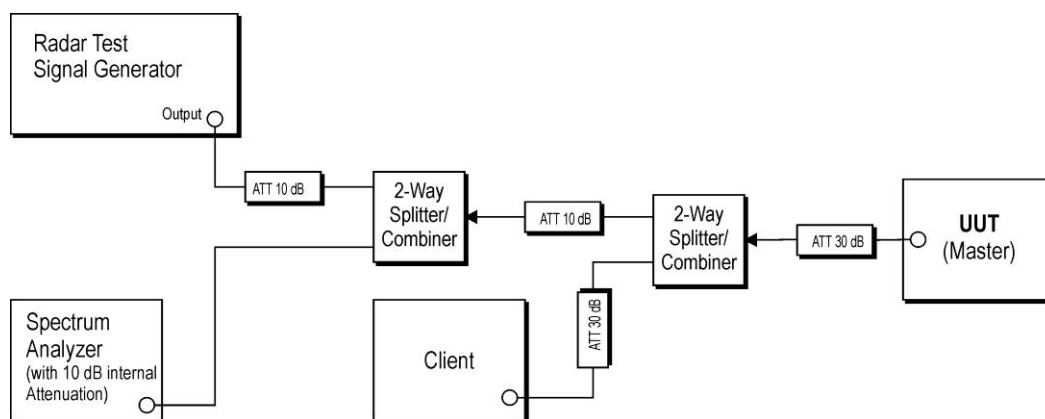 Radar Test
Signal Generator
Output
ATT 10 dB
2-Way
Splitter/
Combiner
ATT 10 dB
2-Way
Splitter/
Combiner
ATT 30 dB
UUT
(Master)
Spectrum
Analyzer
(with 10 dB internal
Attenuation)
Client
ATT 30 dB